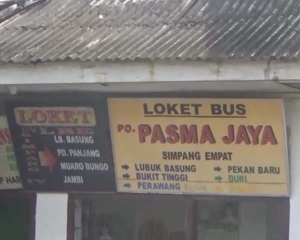 LOKET
LB. BASUNG
PD. PANJANG
MUARO BUNGO
JAMBI
LOKET BUS
PO. PASMA JAYA
SIMPANG EMPAT
LUBUK BASUNG
PEKAN BARU
BUKIT TINGGI
DURI
PERAWANG